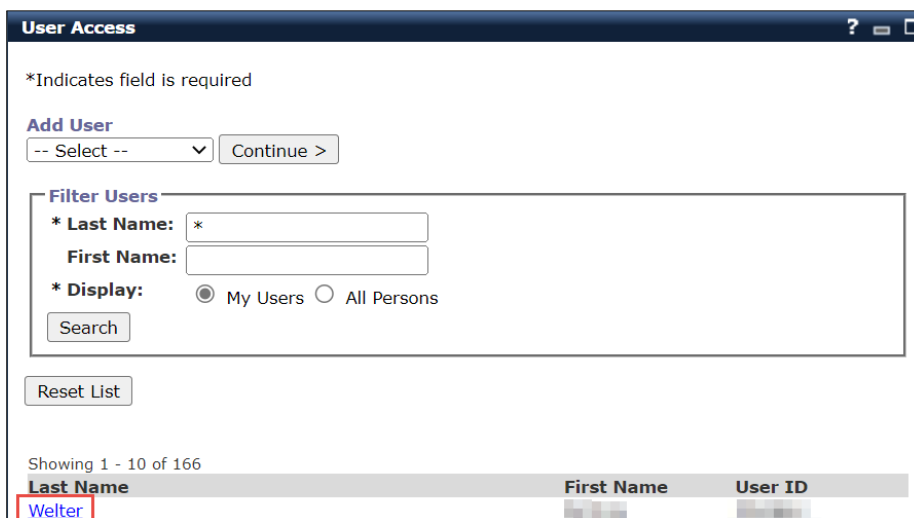 User Access ?
*Indicates field is required
Add User
-- Select -- Continue >
Filter Users
* Last Name: *
First Name:
* Display: My Users All Persons
Search
Reset List
Showing 1 - 10 of 166
Last Name First Name User ID
Welter